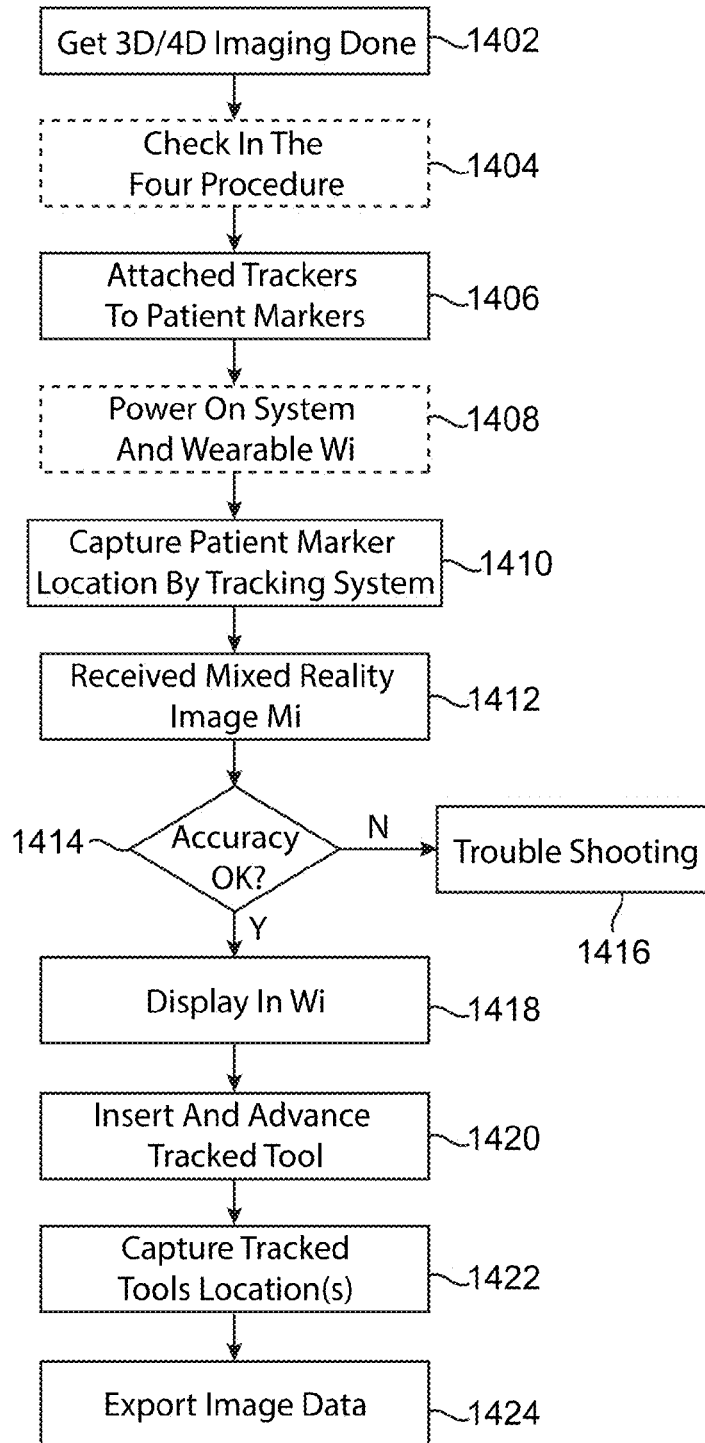 Get 3D/4D Imaging Done
1402
Check In The
Four Procedure
1404
Attached Trackers
To Patient Markers
1406
Power On System
And Wearable Wi
1408
Capture Patient Marker
Location By Tracking System
1410
Received Mixed Reality
Image Mi
1412
1414
Accuracy
OK?
N
Trouble Shooting
1416
Y
Display In Wi
1418
Insert And Advance
Tracked Tool
1420
Capture Tracked
Tools Location(s)
1422
Export Image Data
1424